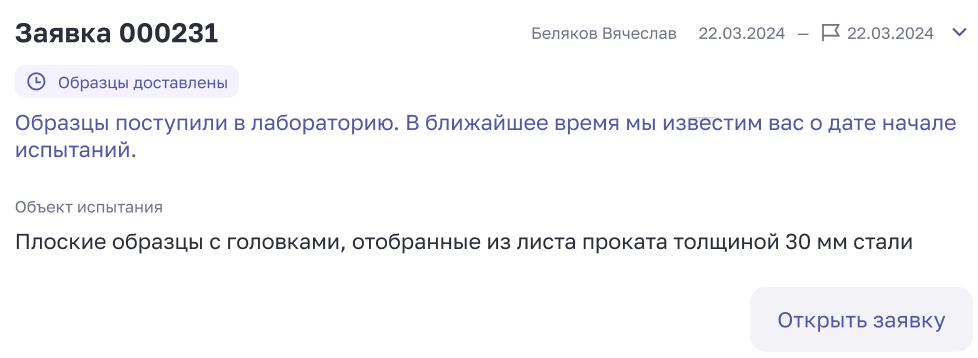 Заявка 000231
Беляков Вячеслав 22.03.2024 – 22.03.2024
Образцы доставлены
Образцы поступили в лабораторию. В ближайшее время мы известим вас о дате начале
испытаний.
Объект испытания
Плоские образцы с головками, отобранные из листа проката толщиной 30 мм стали
Открыть заявку